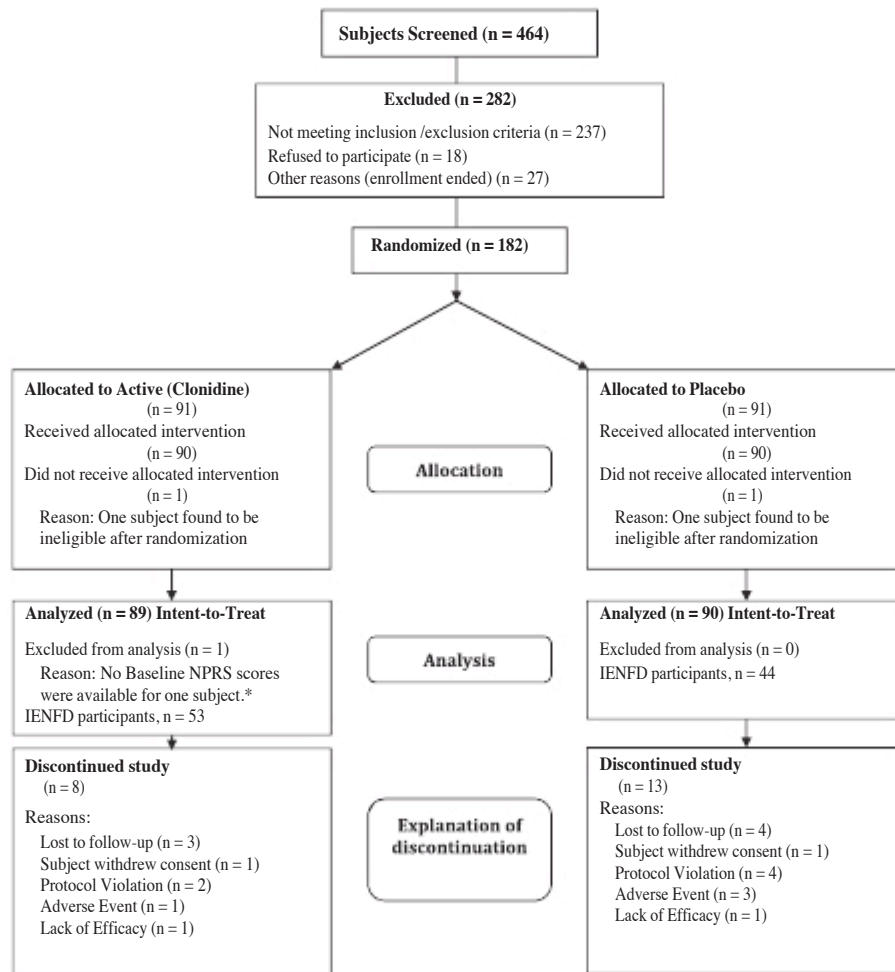 Subjects Screened (n = 464)
Excluded (n = 282)
Not meeting inclusion /exclusion criteria (n = 237)
Refused to participate (n = 18)
Other reasons (enrollment ended) (n = 27)
Randomized (n = 182)
Allocated to Active (Clonidine)
(n = 91)
Received allocated intervention
(n = 90)
Did not receive allocated intervention
(n = 1)
Reason: One subject found to be
ineligible after randomization
Allocation
Allocated to Placebo
(n = 91)
Received allocated intervention
(n = 90)
Did not receive allocated intervention
(n = 1)
Reason: One subject found to be
ineligible after randomization
Analyzed (n = 89) Intent-to-Treat
Excluded from analysis (n = 1)
Reason: No Baseline NPRS scores
were available for one subject.*
IENFD participants, n = 53
Analysis
Analyzed (n = 90) Intent-to-Treat
Excluded from analysis (n = 0)
IENFD participants, n = 44
Discontinued study
(n = 8)
Reasons:
Lost to follow-up (n = 3)
Subject withdrew consent (n = 1)
Protocol Violation (n = 2)
Adverse Event (n = 1)
Lack of Efficacy (n = 1)
Explanation of
discontinuation
Discontinued study
(n = 13)
Reasons:
Lost to follow-up (n = 4)
Subject withdrew consent (n = 1)
Protocol Violation (n = 4)
Adverse Event (n = 3)
Lack of Efficacy (n = 1)